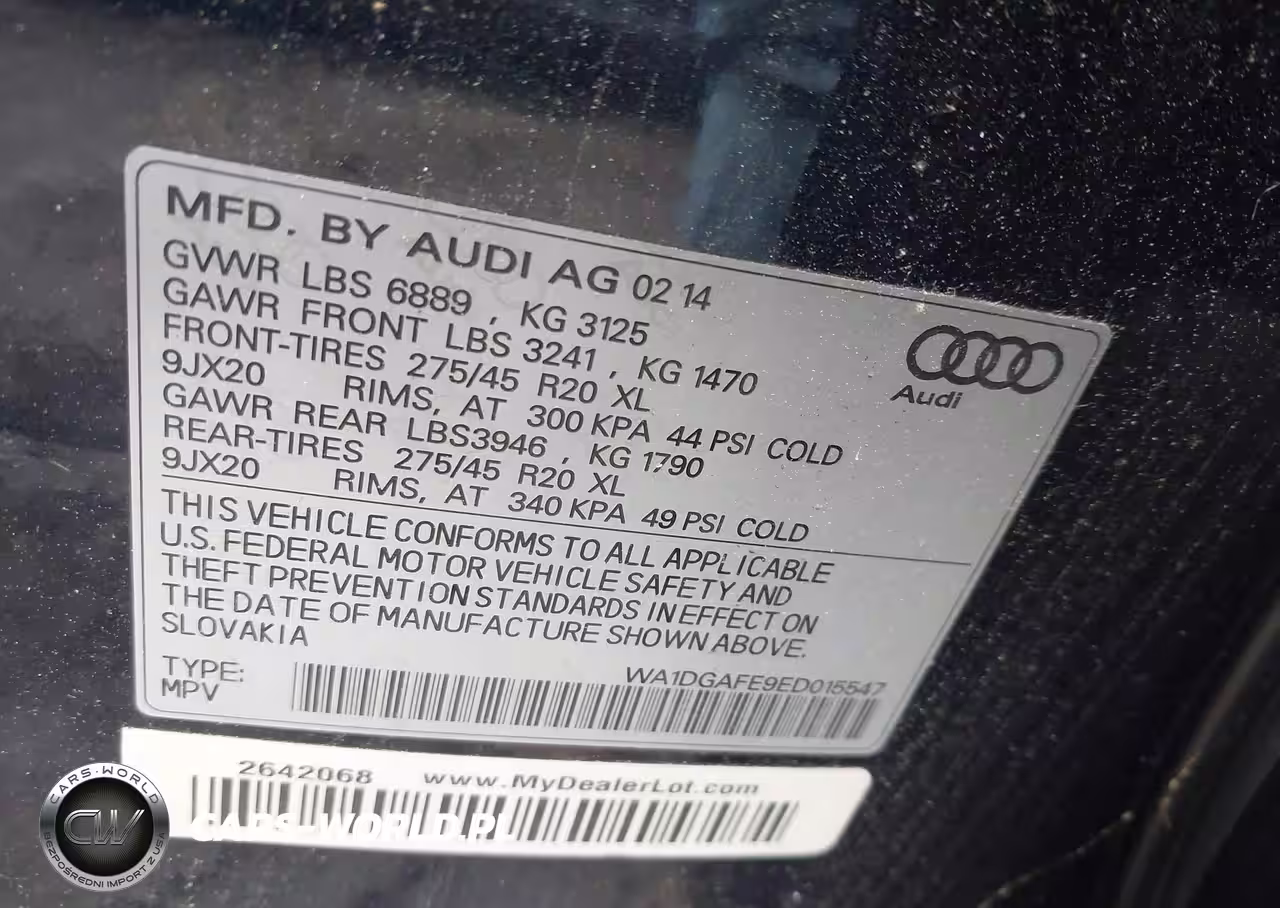 MFD. BY AUDI AG 02 14
GVWR LBS 6889 , KG 3125
GAWR FRONT LBS 3241 , KG 1470
FRONT-TIRES 275/45 R20 XL
9JX20 RIMS, AT 300 KPA 44 PSI COLD
GAWR REAR LBS3946 , KG 1790
REAR-TIRES 275/45 R20 XL
9JX20 RIMS, AT 340 KPA 49 PSI COLD
Audi
THIS VEHICLE CONFORMS TO ALL APPLICABLE
U.S. FEDERAL MOTOR VEHICLE SAFETY AND
THEFT PREVENTION STANDARDS IN EFFECT ON
THE DATE OF MANUFACTURE SHOWN ABOVE.
SLOVAKIA
TYPE: WA1DGAFE9ED015547
MPV
2642068 www.MyDealerLot.com
CARS-WORLD.PL
CARS-WORLD
CW
BEZPOŚREDNI IMPORT Z USA